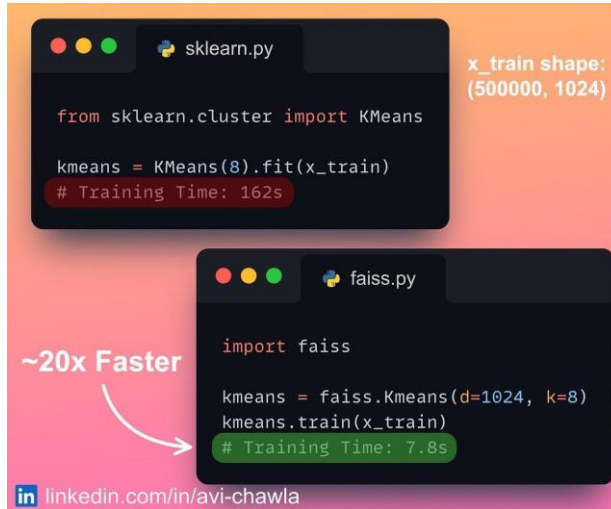 sklearn.py
x_train shape:
(500000, 1024)
from sklearn.cluster import KMeans
kmeans = KMeans(8).fit(x_train)
# Training Time: 162s
faiss.py
~20x Faster
import faiss
kmeans = faiss.Kmeans(d=1024, k=8)
kmeans.train(x_train)
# Training Time: 7.8s
in linkedin.com/in/avi-chawla